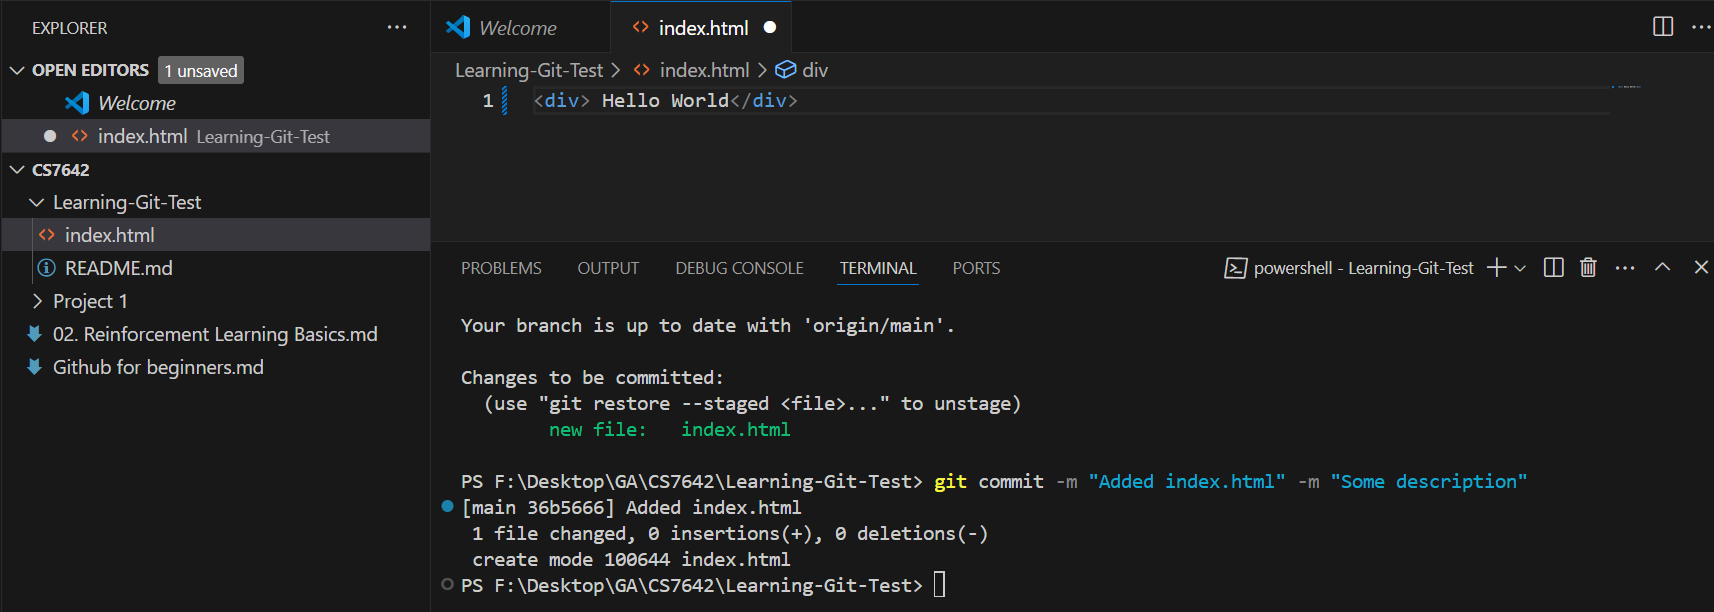 EXPLORER ...
OPEN EDITORS 1 unsaved
Welcome
index.html Learning-Git-Test
CS7642
Learning-Git-Test
index.html
README.md
Project 1
02. Reinforcement Learning Basics.md
Github for beginners.md
Welcome index.html
Learning-Git-Test > <> index.html > div
1 <div> Hello World</div>
PROBLEMS OUTPUT DEBUG CONSOLE TERMINAL PORTS powershell - Learning-Git-Test
Your branch is up to date with 'origin/main'.
Changes to be committed:
(use "git restore --staged <file>..." to unstage)
new file: index.html
PS F:\Desktop\GA\CS7642\Learning-Git-Test> git commit -m "Added index.html" -m "Some description"
[main 36b5666] Added index.html
1 file changed, 0 insertions(+), 0 deletions(-)
create mode 100644 index.html
PS F:\Desktop\GA\CS7642\Learning-Git-Test>